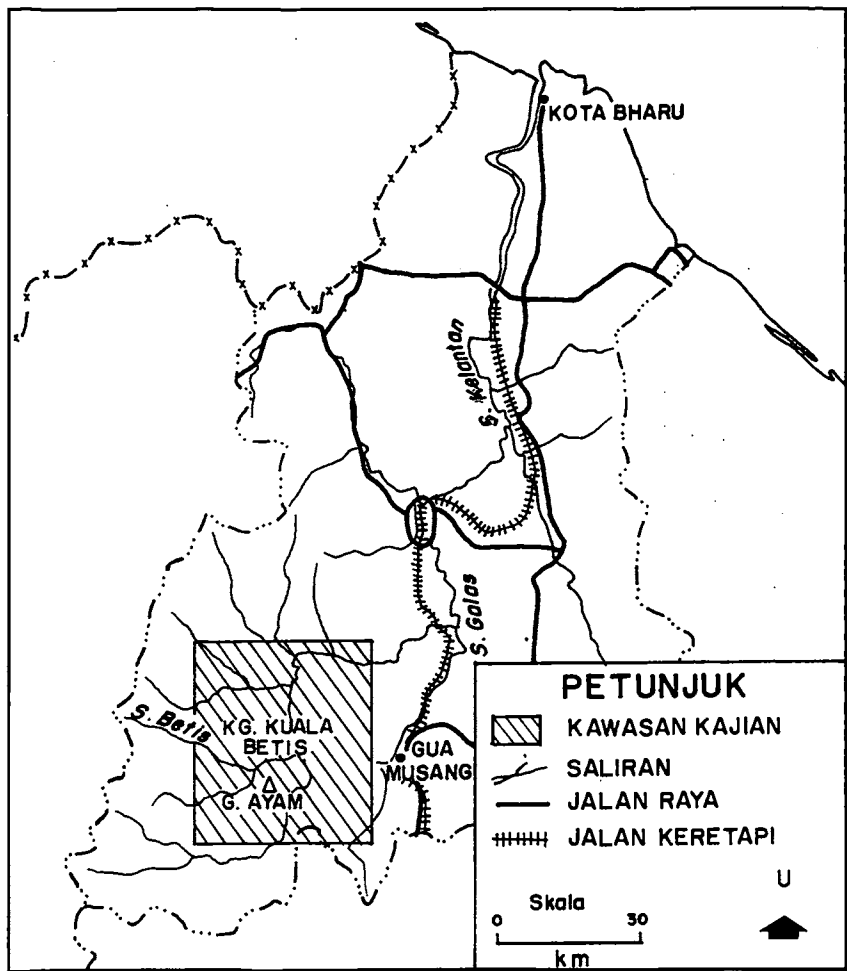 KOTA BHARU
S. Kelantan
S. Galas
S. Betis
KG. KUALA
BETIS
G. AYAM
GUA
MUSANG
PETUNJUK
KAWASAN KAJIAN
SALIRAN
JALAN RAYA
JALAN KERETAPI
U
Skala
0 30
km